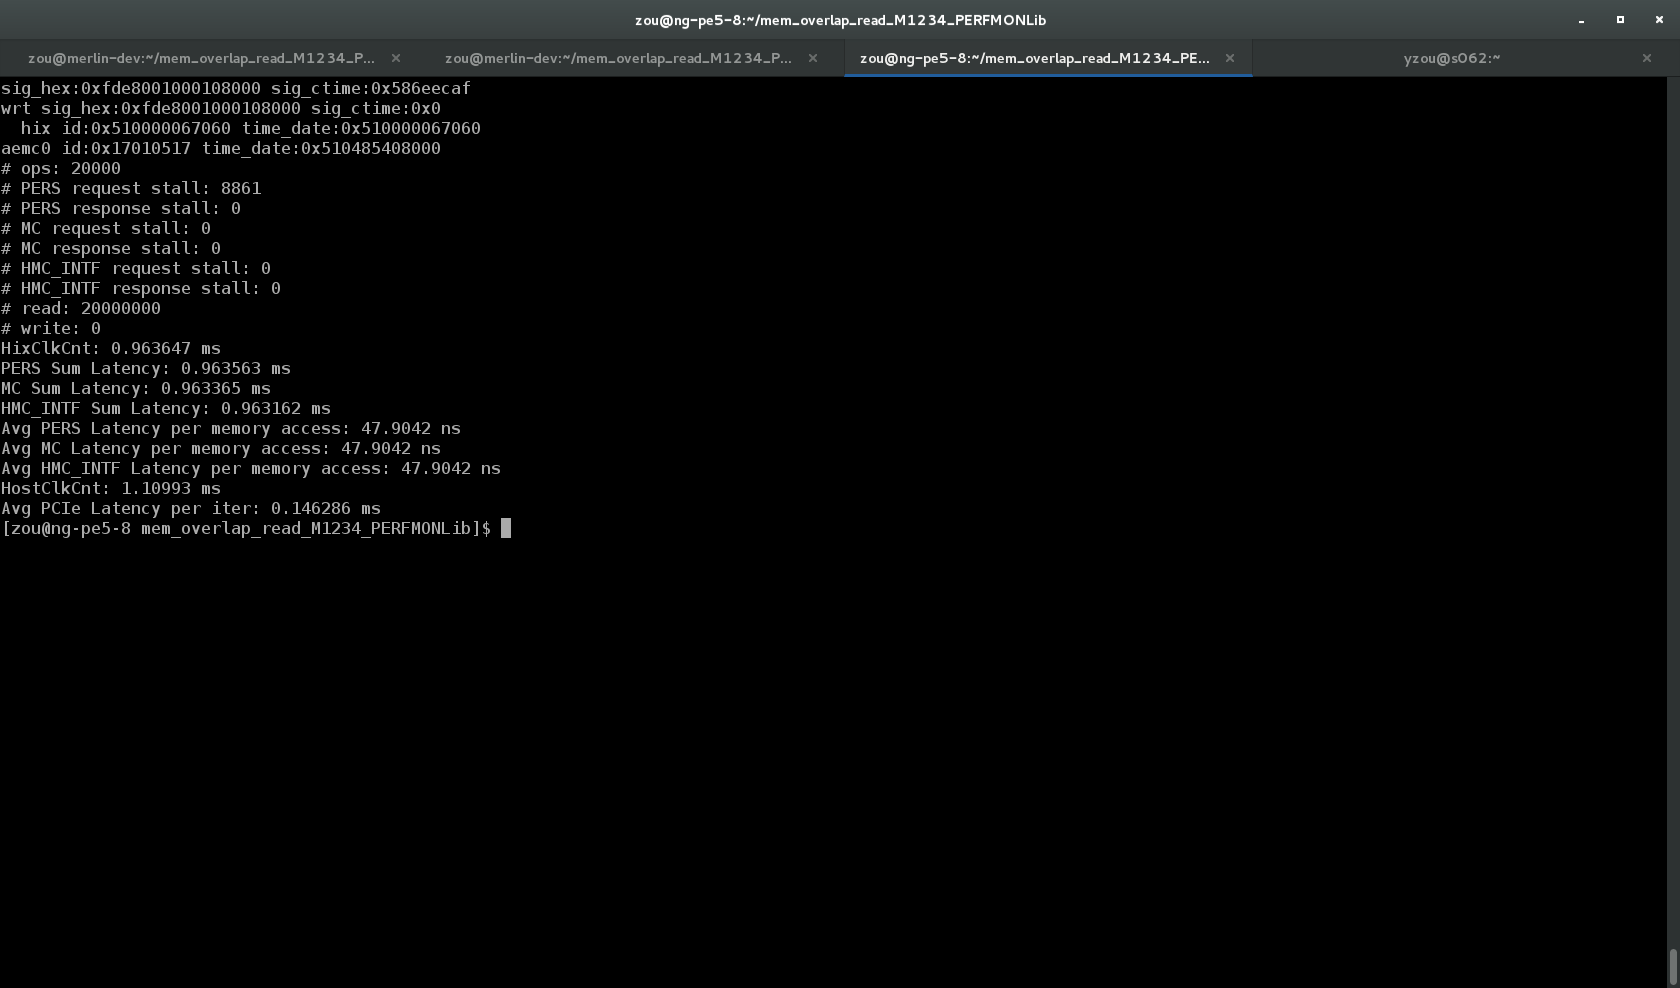 zou@ng-pe5-8:~/mem_overlap_read_M1234_PERFMONLib
zou@merlin-dev:~/mem_overlap_read_M1234_P...
zou@merlin-dev:~/mem_overlap_read_M1234_P...
zou@ng-pe5-8:~/mem_overlap_read_M1234_PE...
yzou@s062:~
sig_hex:0xfde8001000108000 sig_ctime:0x586eecaf
wrt sig_hex:0xfde8001000108000 sig_ctime:0x0
  hix id:0x510000067060 time_date:0x510000067060
aemc0 id:0x17010517 time_date:0x510485408000
# ops: 20000
# PERS request stall: 8861
# PERS response stall: 0
# MC request stall: 0
# MC response stall: 0
# HMC_INTF request stall: 0
# HMC_INTF response stall: 0
# read: 20000000
# write: 0
HixClkCnt: 0.963647 ms
PERS Sum Latency: 0.963563 ms
MC Sum Latency: 0.963365 ms
HMC_INTF Sum Latency: 0.963162 ms
Avg PERS Latency per memory access: 47.9042 ns
Avg MC Latency per memory access: 47.9042 ns
Avg HMC_INTF Latency per memory access: 47.9042 ns
HostClkCnt: 1.10993 ms
Avg PCIe Latency per iter: 0.146286 ms
[zou@ng-pe5-8 mem_overlap_read_M1234_PERFMONLib]$